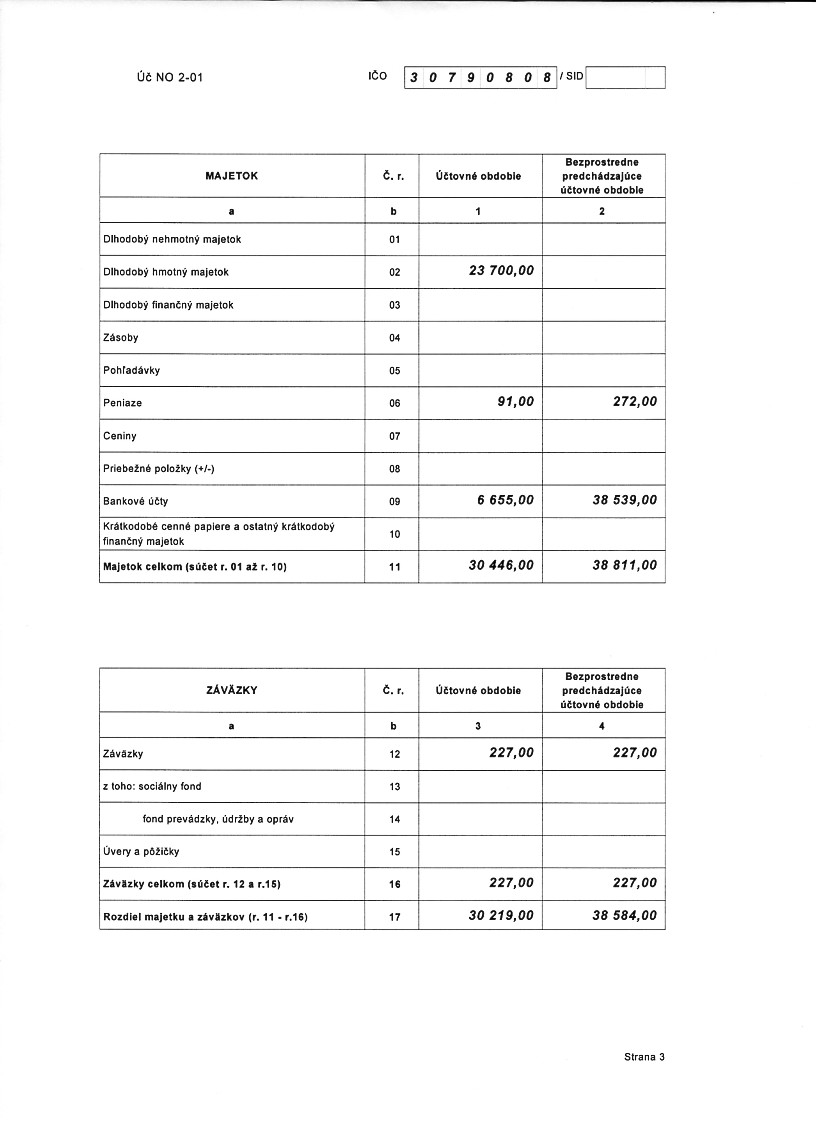 Úč NO 2-01 IČO 3 0 7 9 0 8 0 8 / SID
MAJETOK Č. r. Účtovné obdobie Bezprostredne predchádzajúce účtovné obdobie
a b 1 2
Dlhodobý nehmotný majetok 01
Dlhodobý hmotný majetok 02 23 700,00
Dlhodobý finančný majetok 03
Zásoby 04
Pohľadávky 05
Peniaze 06 91,00 272,00
Ceniny 07
Priebežné položky (+/-) 08
Bankové účty 09 6 655,00 38 539,00
Krátkodobé cenné papiere a ostatný krátkodobý
finančný majetok 10
Majetok celkom (súčet r. 01 až r. 10) 11 30 446,00 38 811,00
ZÁVÄZKY Č. r. Účtovné obdobie Bezprostredne predchádzajúce účtovné obdobie
a b 3 4
Záväzky 12 227,00 227,00
z toho: sociálny fond 13
fond prevádzky, údržby a opráv 14
Úvery a pôžičky 15
Záväzky celkom (súčet r. 12 a r.15) 16 227,00 227,00
Rozdiel majetku a záväzkov (r. 11 - r.16) 17 30 219,00 38 584,00
Strana 3